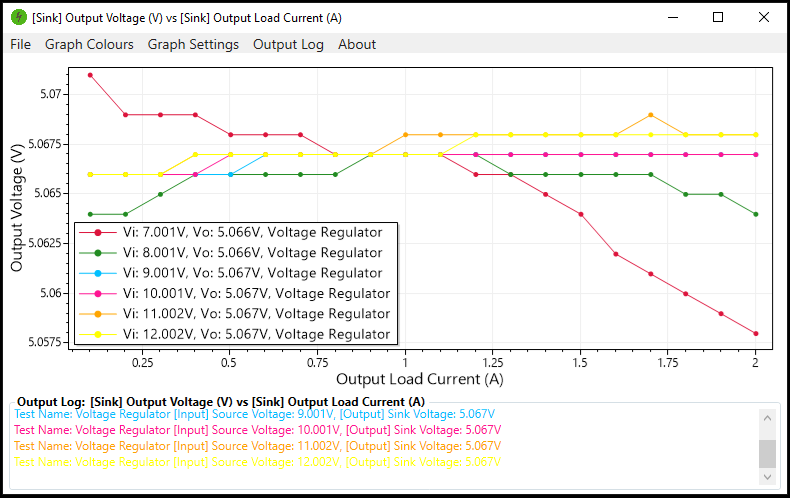 [Sink] Output Voltage (V) vs [Sink] Output Load Current (A)
File Graph Colours Graph Settings Output Log About
5.07
5.0675
5.065
5.0625
5.06
5.0575
Output Voltage (V)
Vi: 7.001V, Vo: 5.066V, Voltage Regulator
Vi: 8.001V, Vo: 5.066V, Voltage Regulator
Vi: 9.001V, Vo: 5.067V, Voltage Regulator
Vi: 10.001V, Vo: 5.067V, Voltage Regulator
Vi: 11.002V, Vo: 5.067V, Voltage Regulator
Vi: 12.002V, Vo: 5.067V, Voltage Regulator
0.25 0.5 0.75 1 1.25 1.5 1.75 2
Output Load Current (A)
Output Log: [Sink] Output Voltage (V) vs [Sink] Output Load Current (A)
Test Name: Voltage Regulator [Input] Source Voltage: 9.001V, [Output] Sink Voltage: 5.067V
Test Name: Voltage Regulator [Input] Source Voltage: 10.001V, [Output] Sink Voltage: 5.067V
Test Name: Voltage Regulator [Input] Source Voltage: 11.002V, [Output] Sink Voltage: 5.067V
Test Name: Voltage Regulator [Input] Source Voltage: 12.002V, [Output] Sink Voltage: 5.067V